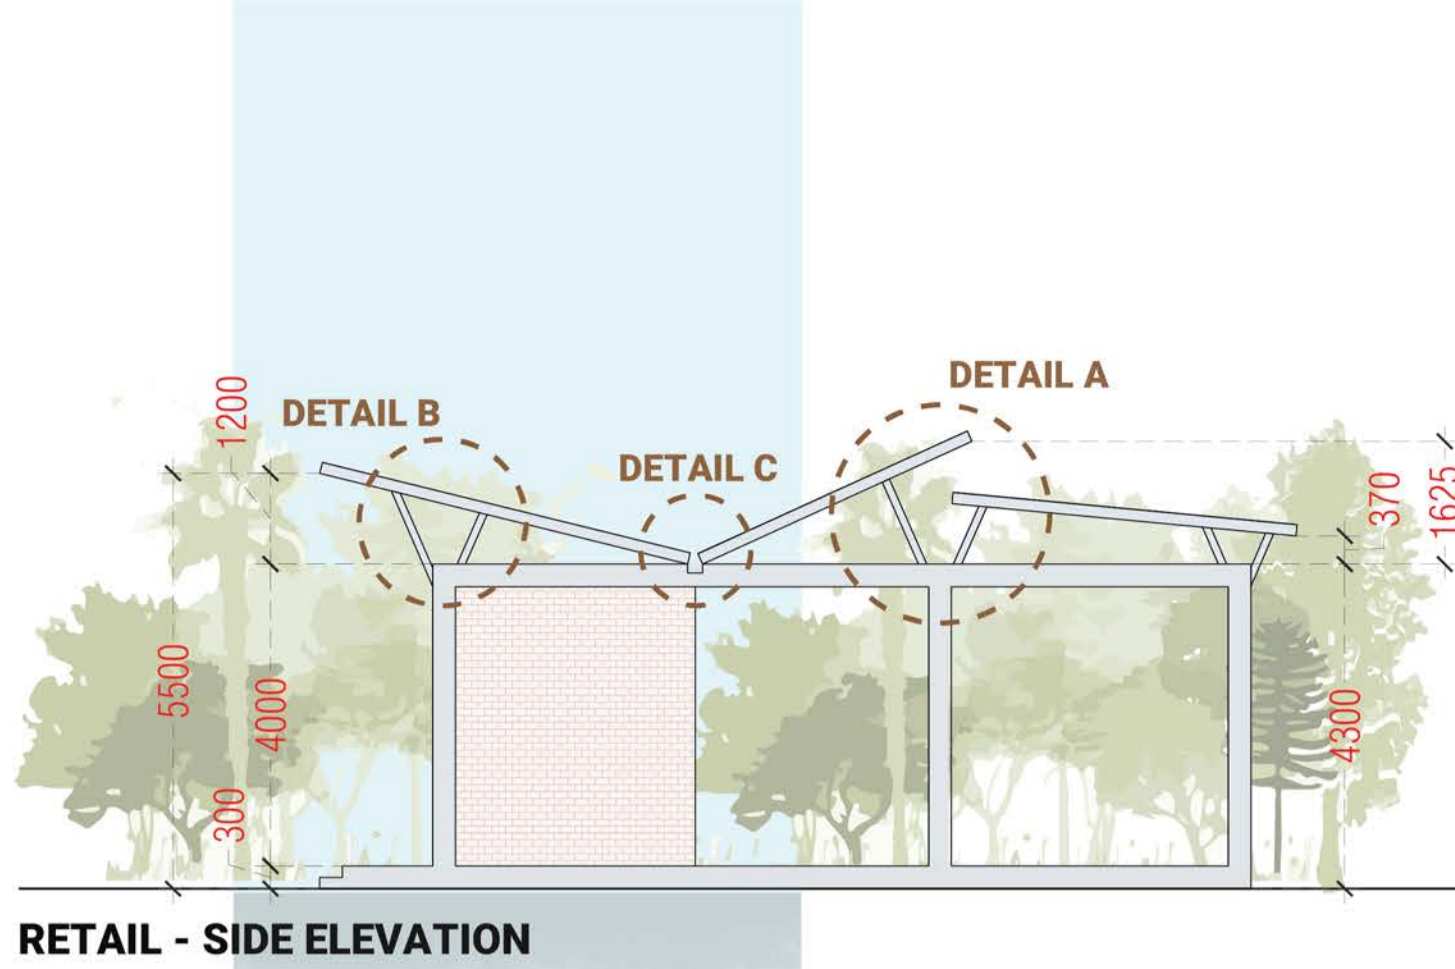 DETAIL A
1200
DETAIL B
DETAIL C
370
1625
5500
4000
4300
300
RETAIL - SIDE ELEVATION